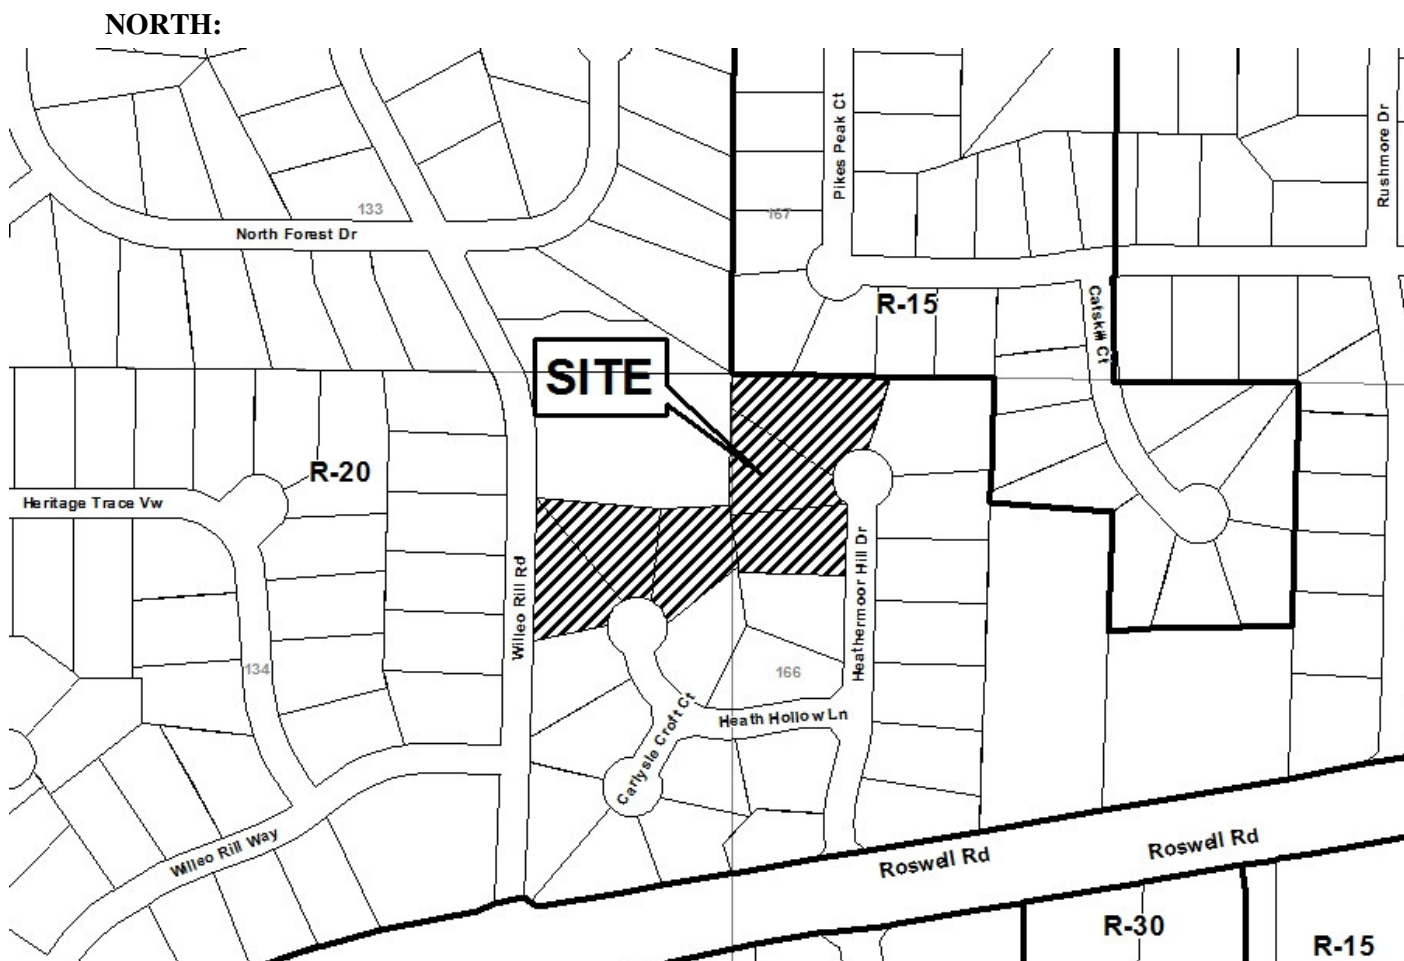 NORTH:
Pikes Peak Ct
Rushmore Dr
133
167
North Forest Dr
R-15
Catskill Ct
SITE
R-20
Heritage Trace Vw
Willeo Rill Rd
Heathermoor Hill Dr
134
166
Carlysle Croft Ct
Heath Hollow Ln
Willeo Rill Way
Roswell Rd
Roswell Rd
R-30
R-15